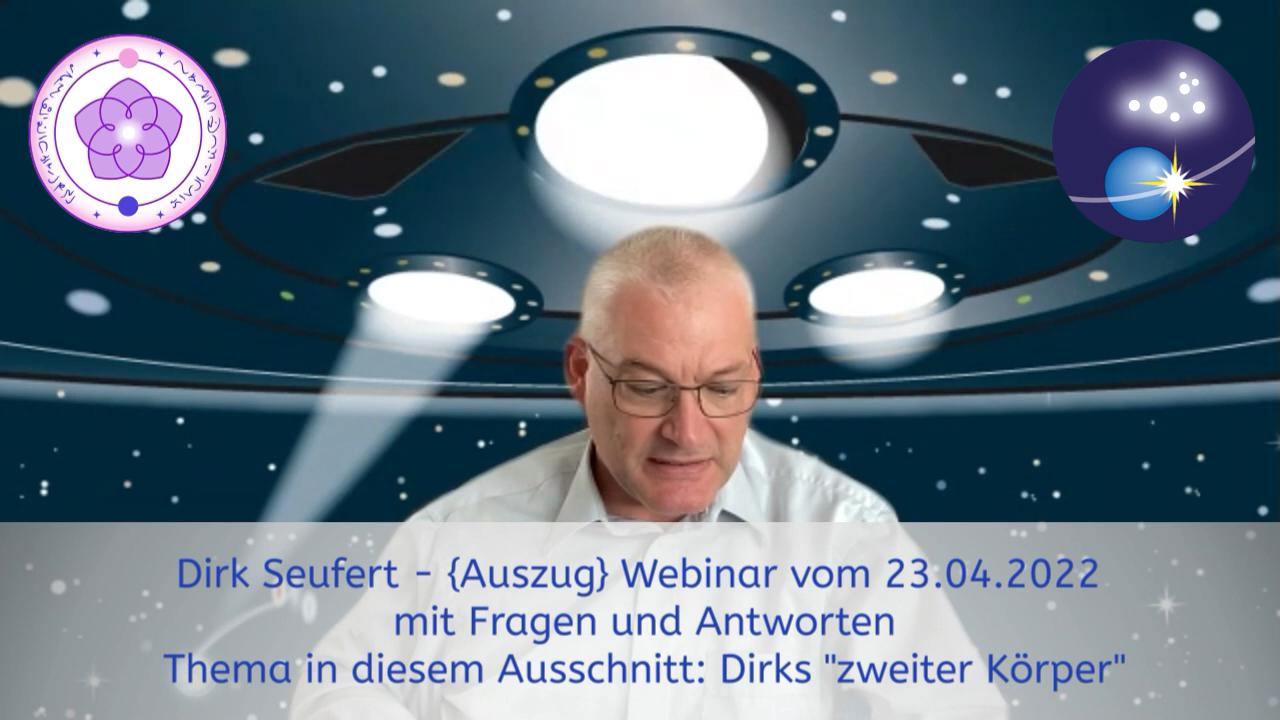 Dirk Seufert - {Auszug} Webinar vom 23.04.2022
mit Fragen und Antworten
Thema in diesem Ausschnitt: Dirks "zweiter Körper"